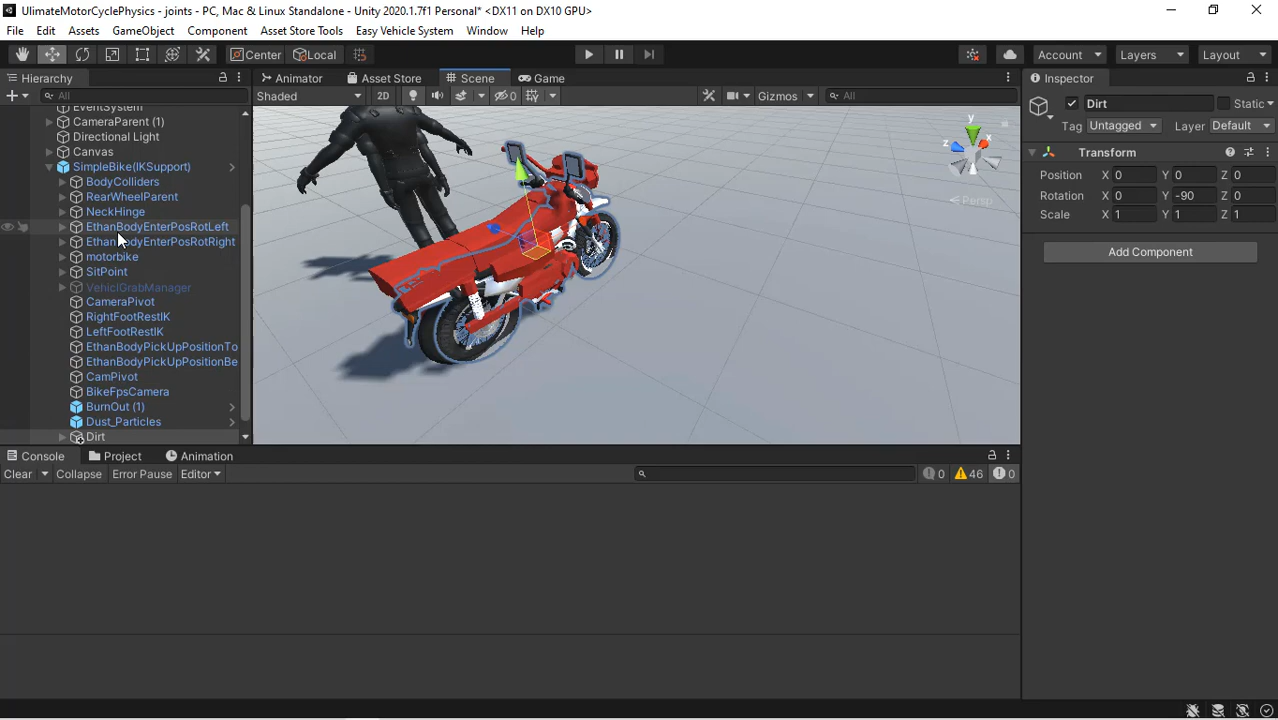 UlimateMotorCyclePhysics - joints - PC, Mac & Linux Standalone - Unity 2020.1.7f1 Personal* <DX11 on DX10 GPU>
File Edit Assets GameObject Component Asset Store Tools Easy Vehicle System Window Help
Center Local Account Layers Layout
Hierarchy Animator Asset Store Scene Game Inspector
All Shaded 2D 0 Gizmos All
EventSystem
CameraParent (1)
Directional Light
Canvas
SimpleBike(IKSupport)
BodyColliders
RearWheelParent
NeckHinge
EthanBodyEnterPosRotLeft
EthanBodyEnterPosRotRight
motorbike
SitPoint
VehiclGrabManager
CameraPivot
RightFootRestIK
LeftFootRestIK
EthanBodyPickUpPositionTo
EthanBodyPickUpPositionBe
CamPivot
BikeFpsCamera
BurnOut (1)
Dust_Particles
Dirt
y
x
z
Persp
Dirt Static
Tag Untagged Layer Default
Transform
Position X 0 Y 0 Z 0
Rotation X 0 Y -90 Z 0
Scale X 1 Y 1 Z 1
Add Component
Console Project Animation
Clear Collapse Error Pause Editor 0 46 0